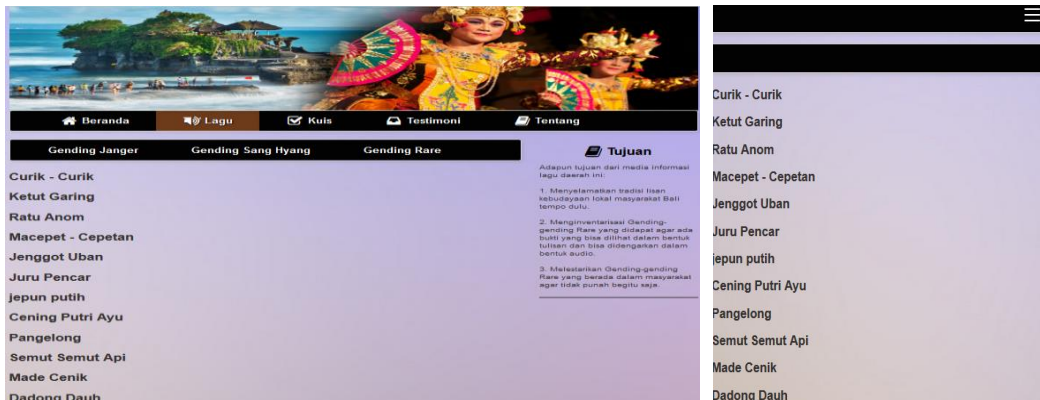 Beranda
Lagu
Kuis
Testimoni
Tentang
Gending Janger
Gending Sang Hyang
Gending Rare
Curik - Curik
Ketut Garing
Ratu Anom
Macepet - Cepetan
Jenggot Uban
Juru Pencar
jepun putih
Cening Putri Ayu
Pangelong
Semut Semut Api
Made Cenik
Dadong Dauh
Tujuan
Adapun tujuan dari media informasi
lagu daerah ini:
1. Menyelamatkan tradisi lisan
kebudayaan lokal masyarakat Bali
tempo dulu.
2. Menginventarisasi Gending-
gending Rare yang didapat agar ada
bukti yang bisa dilihat dalam bentuk
tulisan dan bisa didengarkan dalam
bentuk audio.
3. Melestarikan Gending-gending
Rare yang berada dalam masyarakat
agar tidak punah begitu saja.
Curik - Curik
Ketut Garing
Ratu Anom
Macepet - Cepetan
Jenggot Uban
Juru Pencar
jepun putih
Cening Putri Ayu
Pangelong
Semut Semut Api
Made Cenik
Dadong Dauh